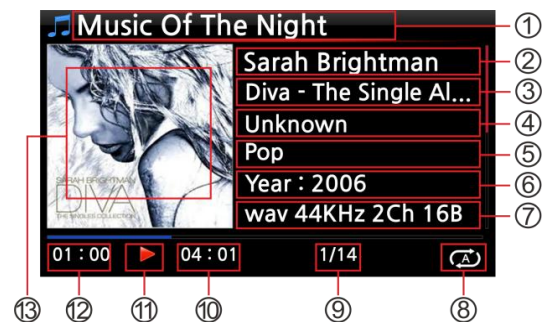 Music Of The Night
①
Sarah Brightman
②
Diva - The Single Al...
③
Unknown
④
Pop
⑤
Year : 2006
⑥
wav 44KHz 2Ch 16B
⑦
SARAH BRIGHTMAN
DIVA
THE SINGLES COLLECTION
01 : 00
04 : 01
1/14
A
⑬ ⑫ ⑪ ⑩ ⑨ ⑧